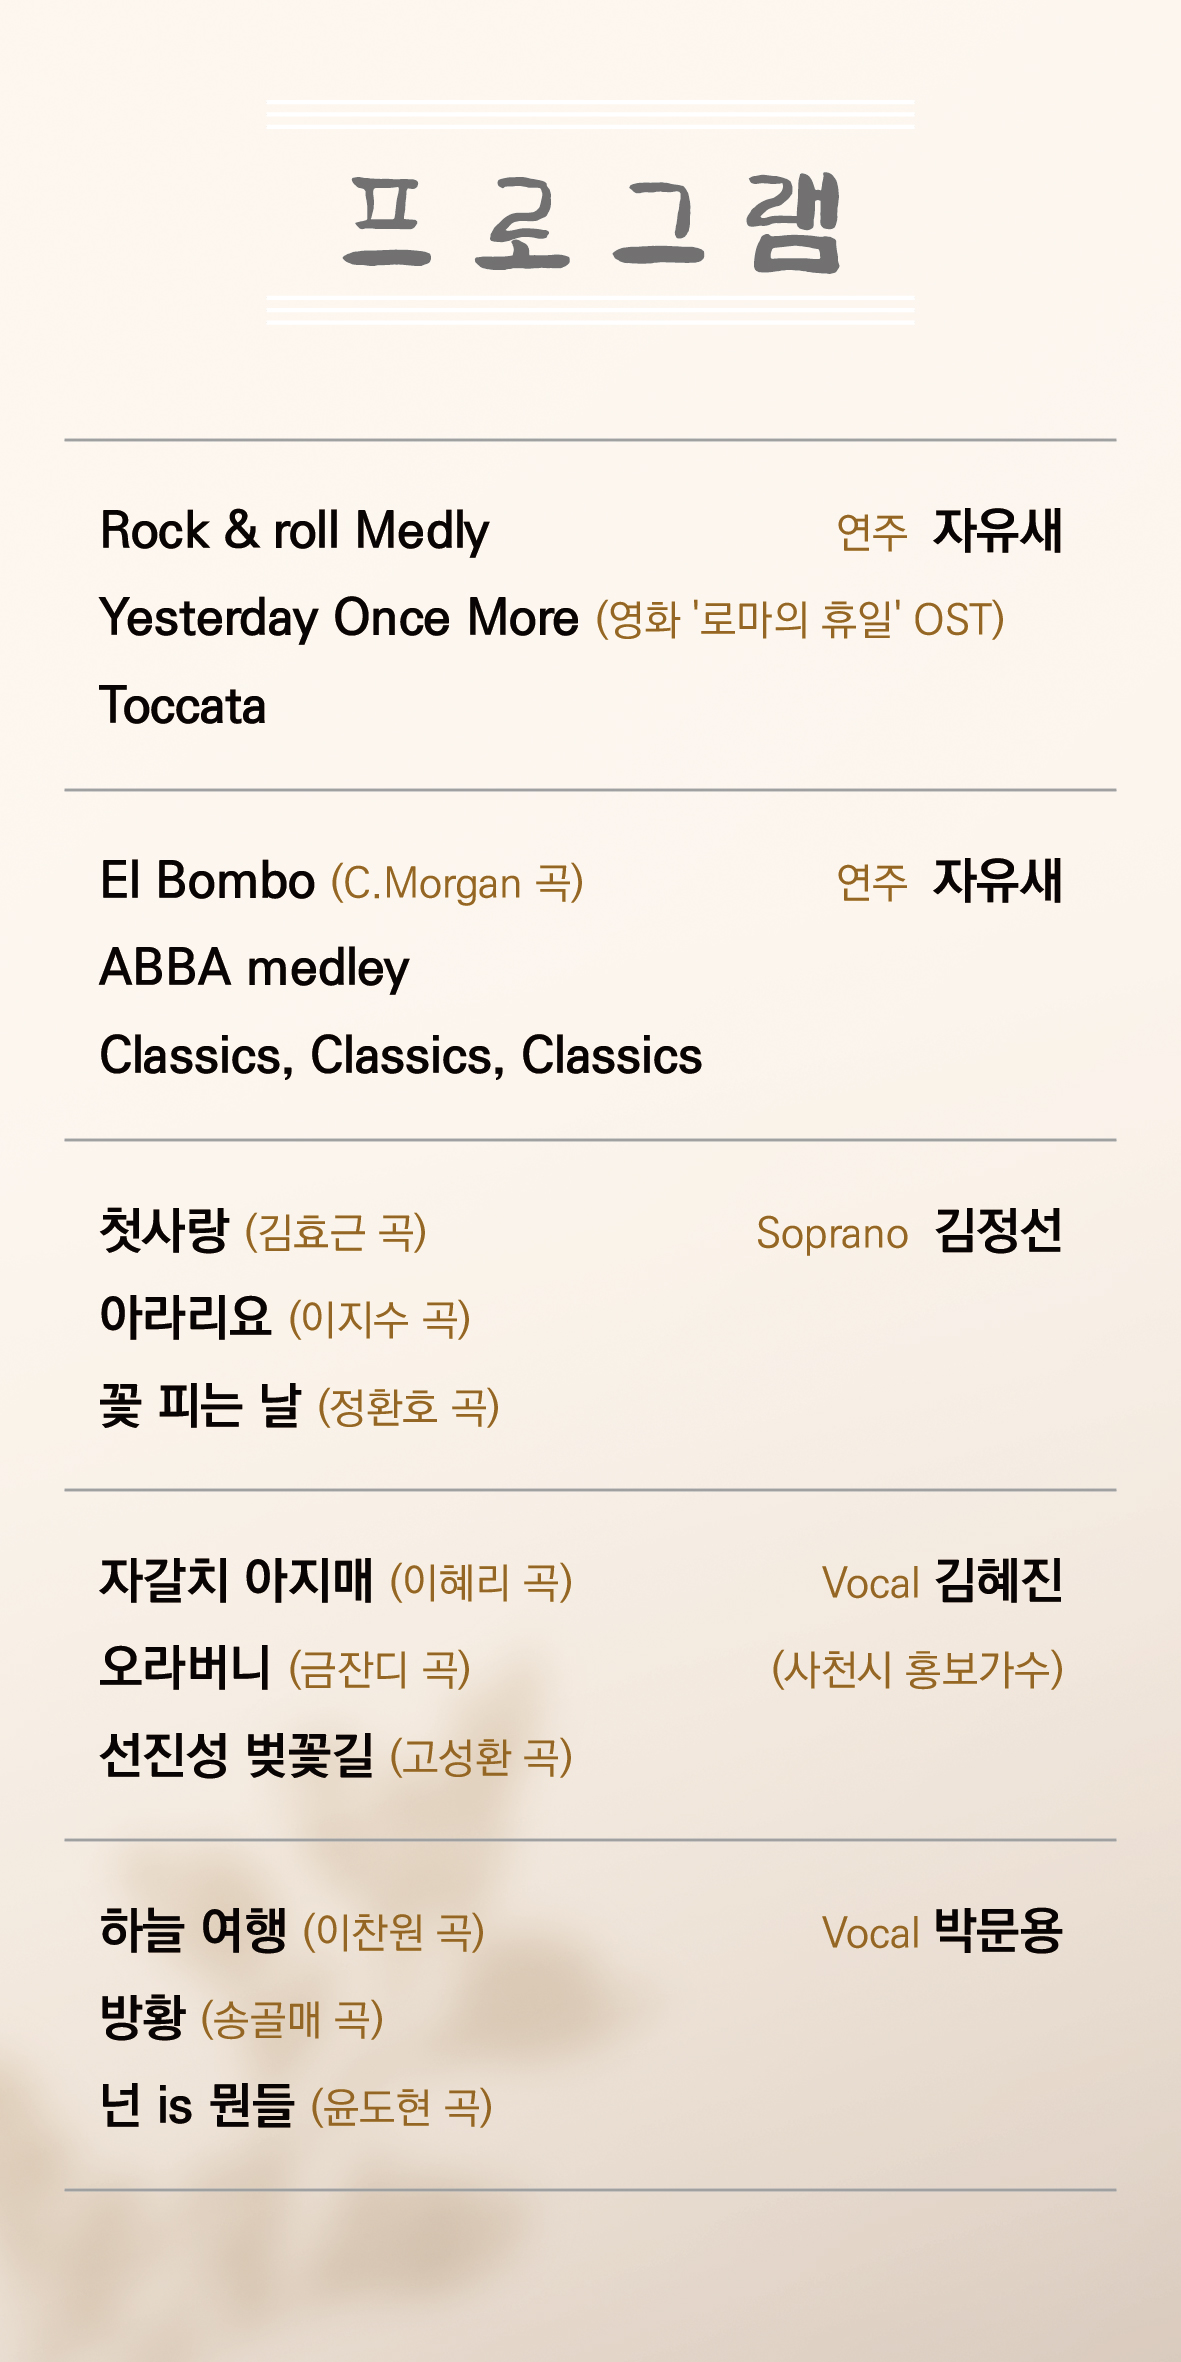 프로그램
Rock & roll Medly 연주 자유새
Yesterday Once More (영화 '로마의 휴일' OST)
Toccata
El Bombo (C.Morgan 곡) 연주 자유새
ABBA medley
Classics, Classics, Classics
첫사랑 (김효근 곡) Soprano 김정선
아라리요 (이지수 곡)
꽃 피는 날 (정환호 곡)
자갈치 아지매 (이혜리 곡) Vocal 김혜진
오라버니 (금잔디 곡) (사천시 홍보가수)
선진성 벚꽃길 (고성환 곡)
하늘 여행 (이찬원 곡) Vocal 박문용
방황 (송골매 곡)
넌 is 뭔들 (윤도현 곡)